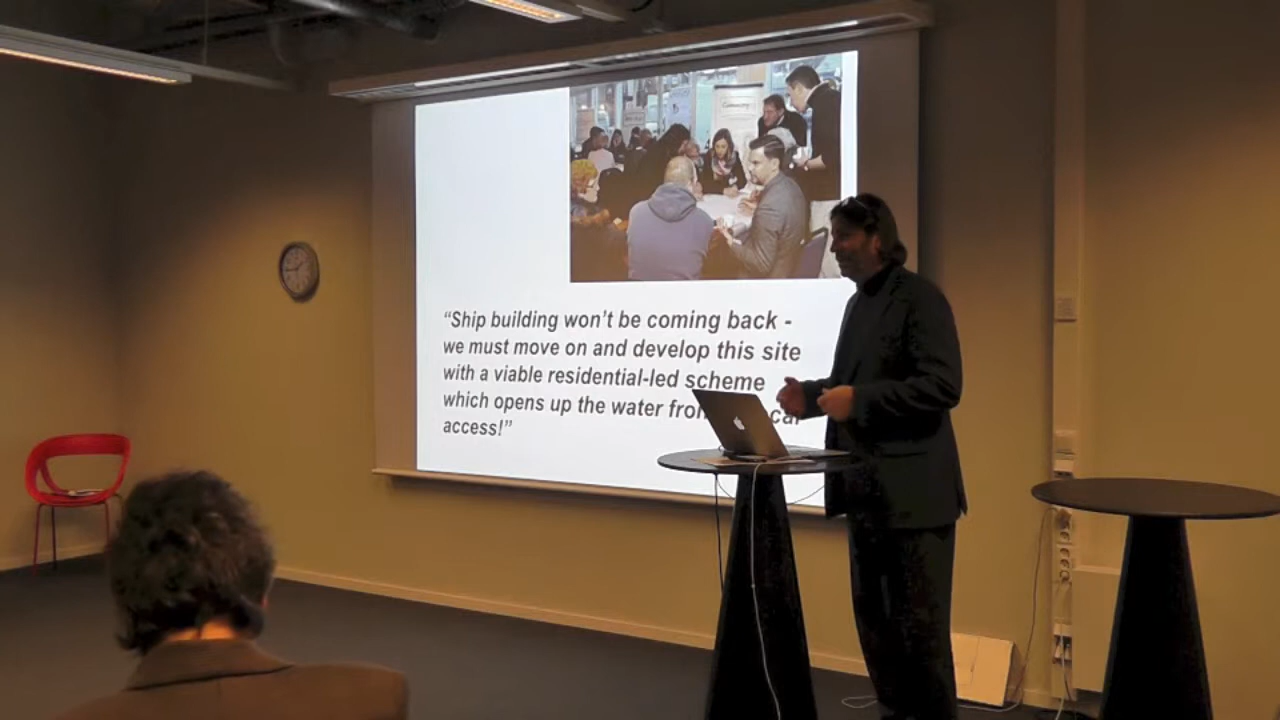 “Ship building won’t be coming back -
we must move on and develop this site
with a viable residential-led scheme
which opens up the water
access!”